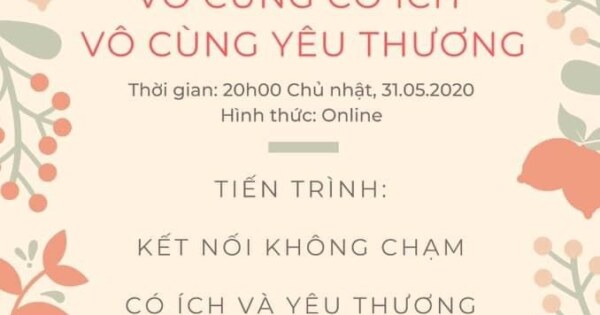 VÔ CÙNG CÓ ÍCH
VÔ CÙNG YÊU THƯƠNG
Thời gian: 20h00 Chủ nhật, 31.05.2020
Hình thức: Online
TIẾN TRÌNH:
KẾT NỐI KHÔNG CHẠM
CÓ ÍCH VÀ YÊU THƯƠNG